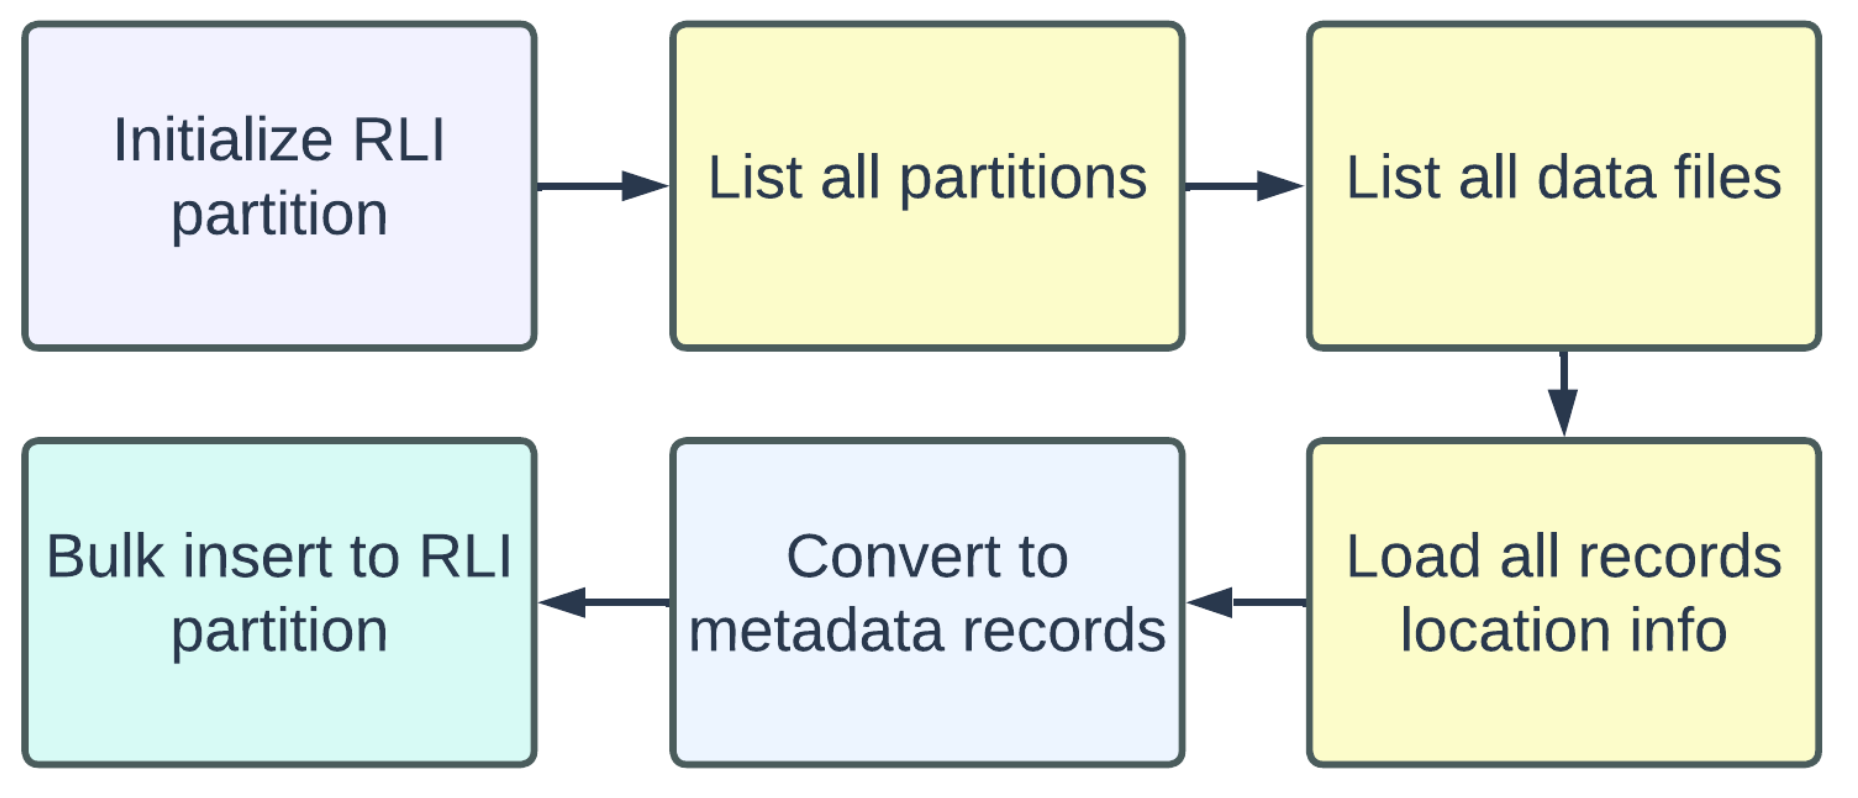 Initialize RLI
partition
List all partitions
List all data files
Load all records
location info
Convert to
metadata records
Bulk insert to RLI
partition